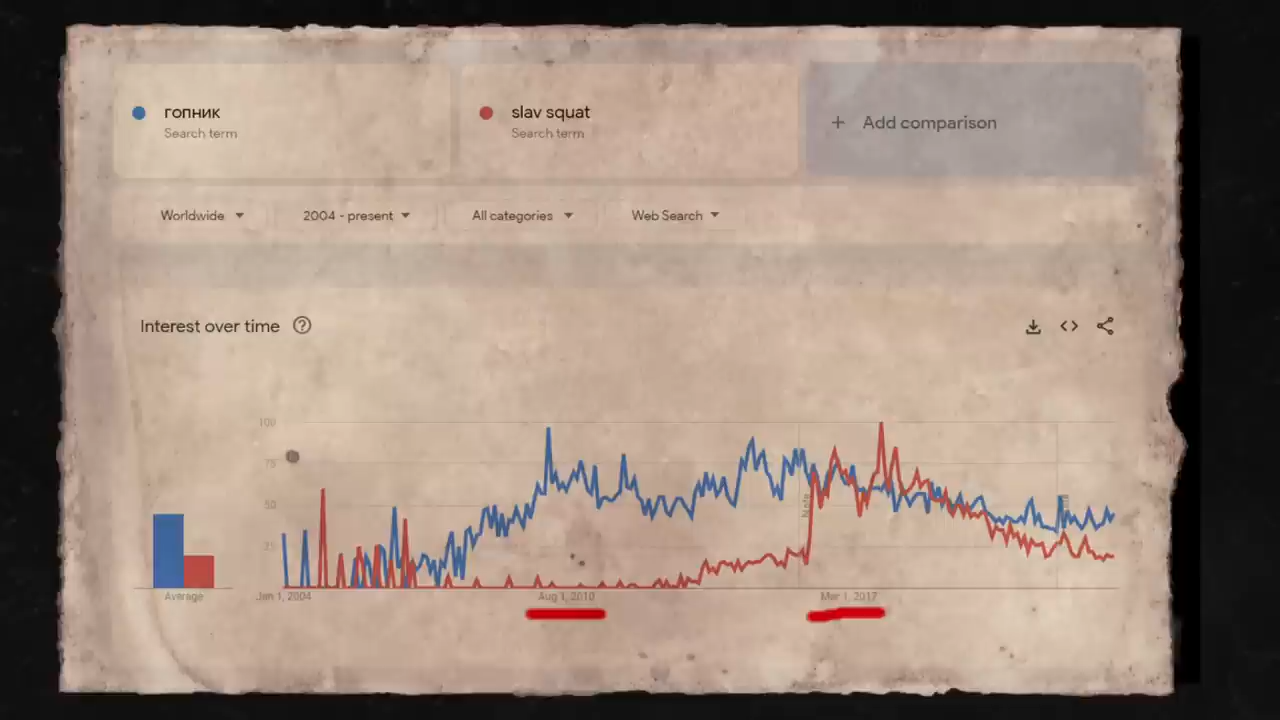 гопник
Search term
slav squat
Search term
+ Add comparison
Worldwide
2004 - present
All categories
Web Search
Interest over time
100
75
50
25
Note
Average
Jan 1, 2004
Aug 1, 2010
Mar 1, 2017